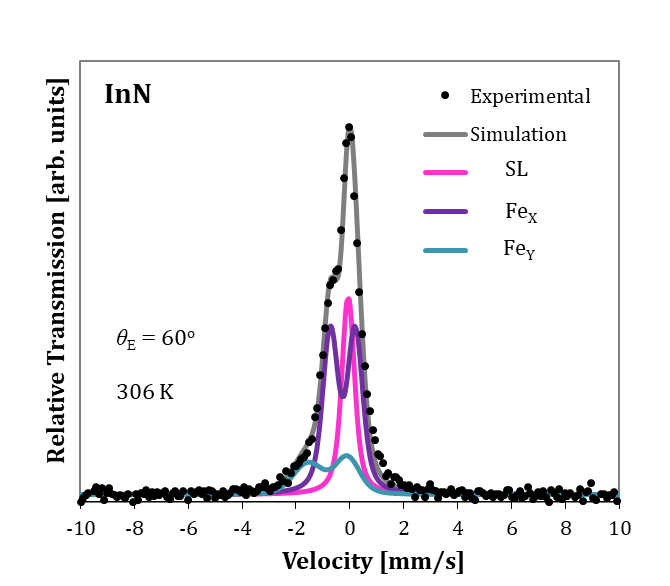 InN
Experimental
Simulation
SL
FeX
FeY
θE = 60°
306 K
Relative Transmission [arb. units]
-10 -8 -6 -4 -2 0 2 4 6 8 10
Velocity [mm/s]